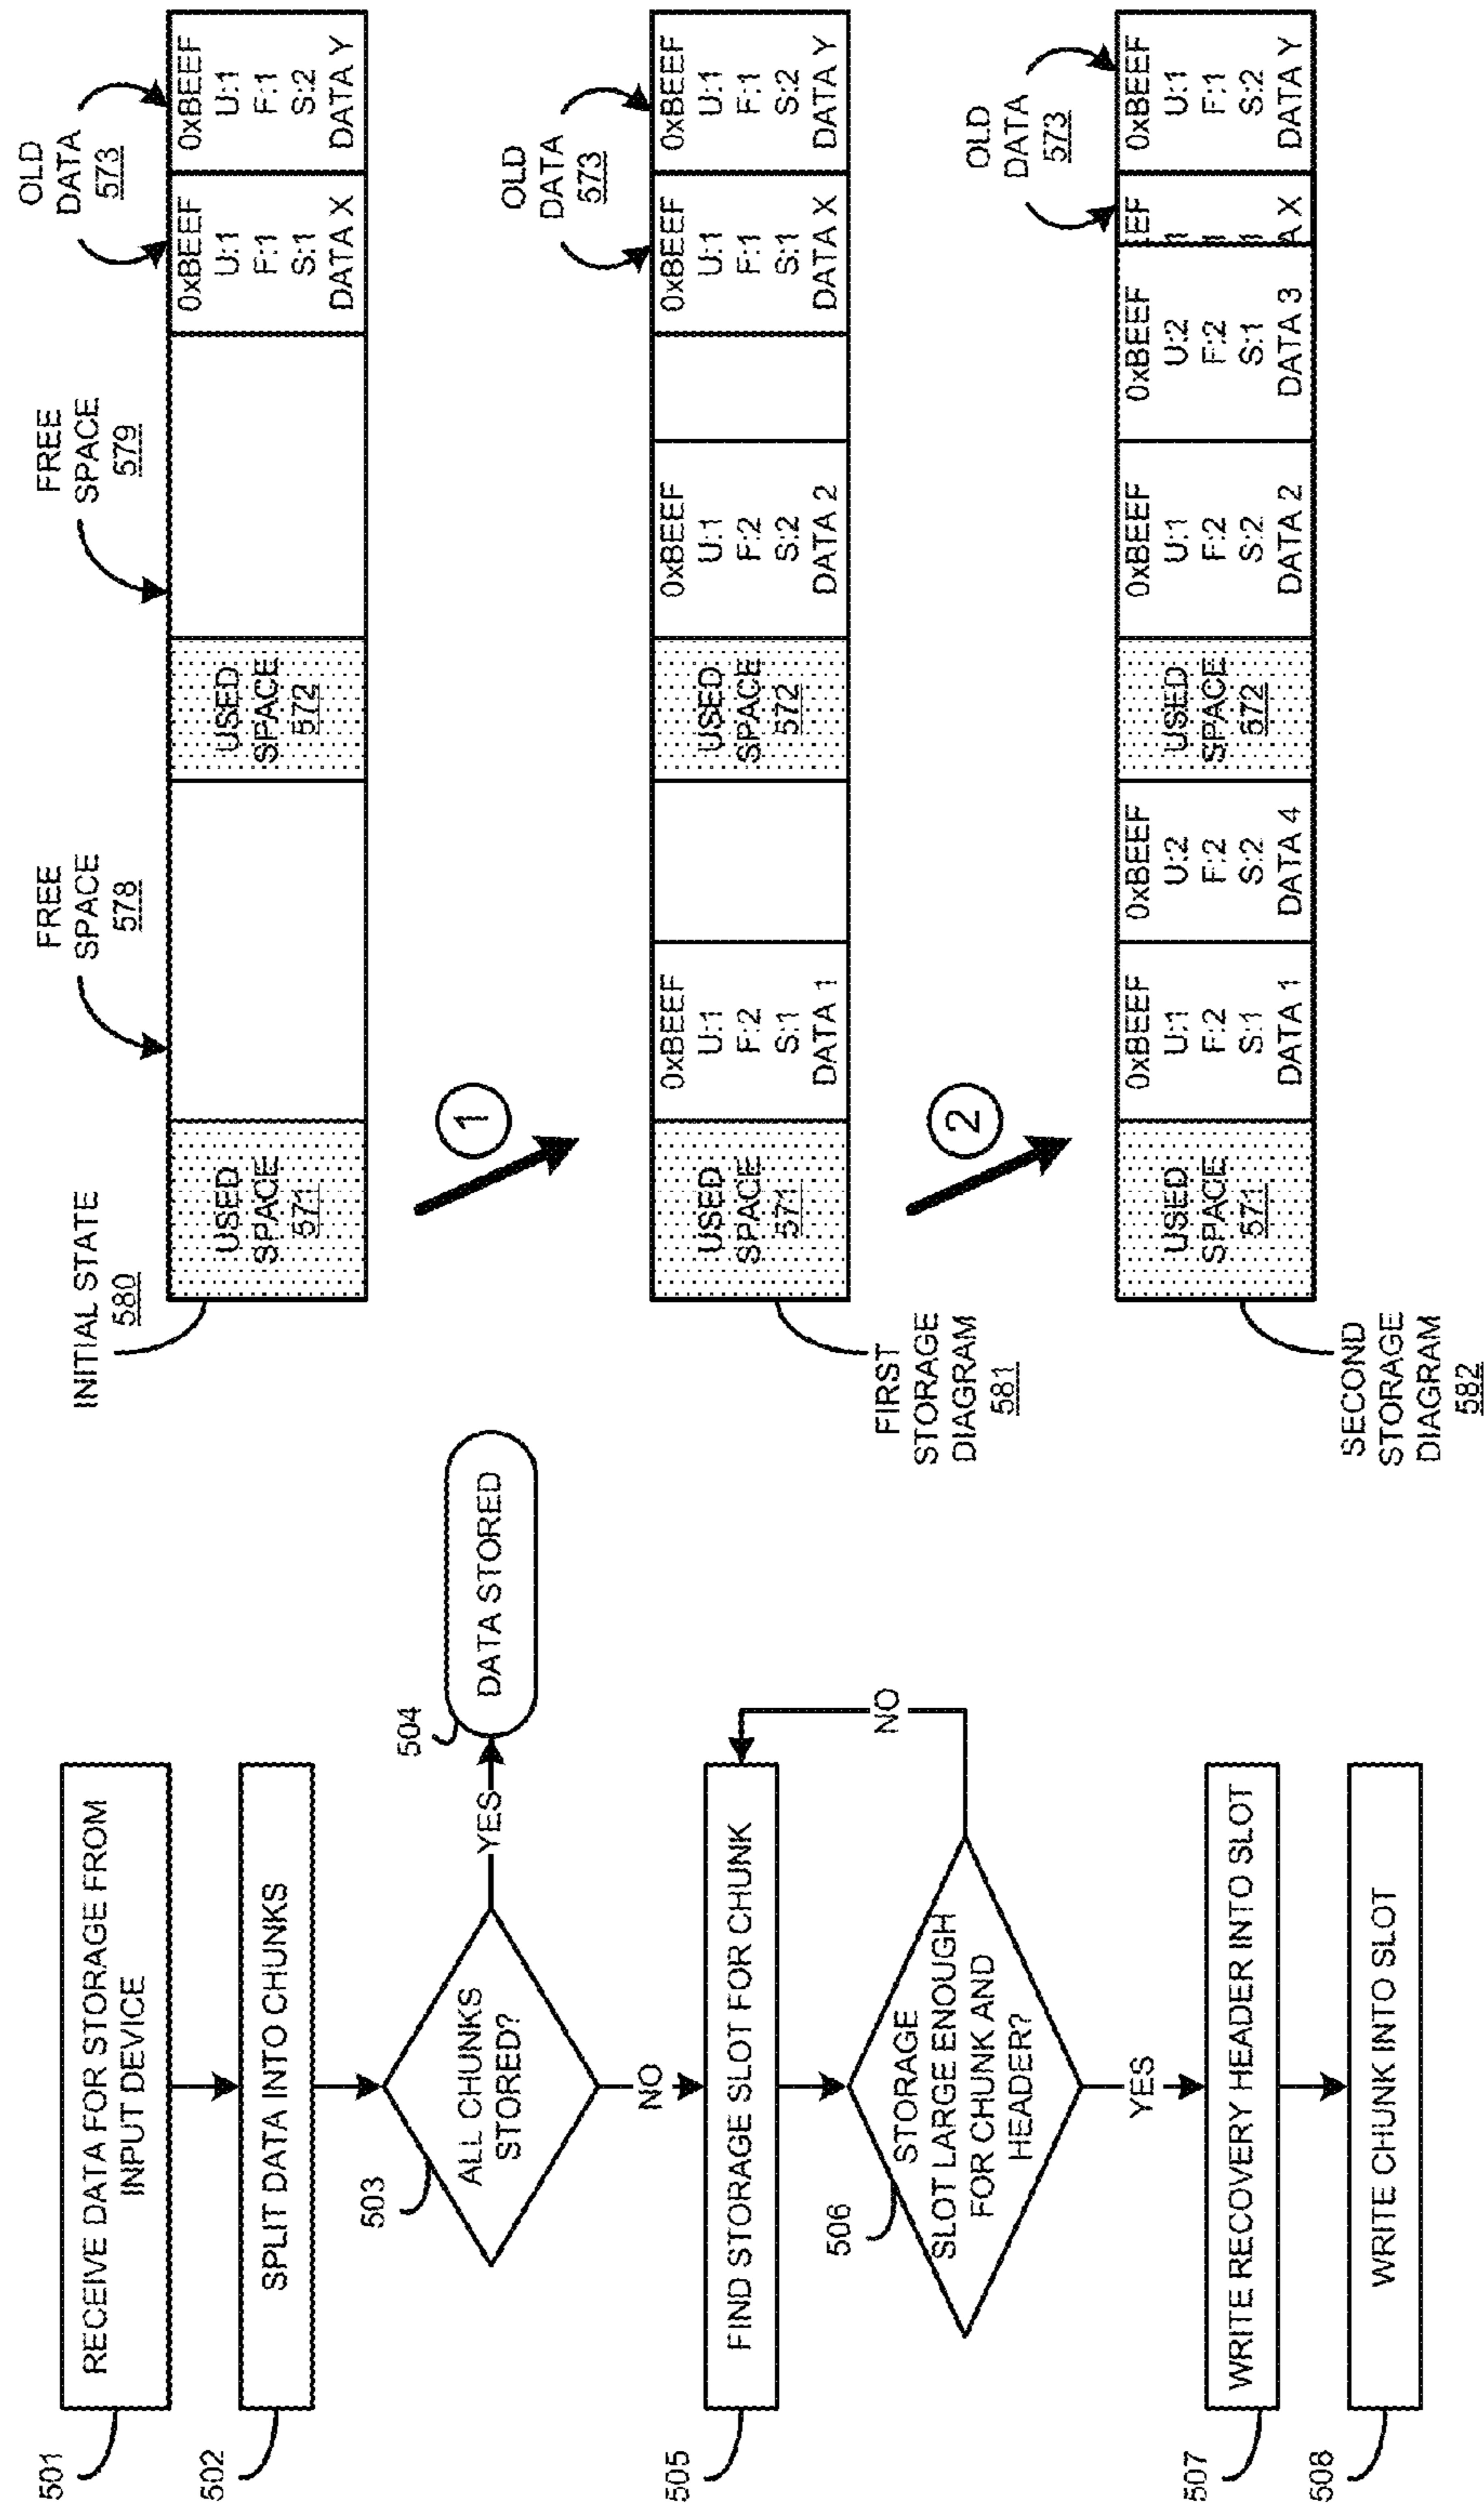 501
RECEIVE DATA FOR STORAGE FROM
INPUT DEVICE
502
SPLIT DATA INTO CHUNKS
503
ALL CHUNKS
STORED?
YES
504
DATA STORED
NO
505
FIND STORAGE SLOT FOR CHUNK
506
STORAGE
SLOT LARGE ENOUGH
FOR CHUNK AND
HEADER?
NO
YES
507
WRITE RECOVERY HEADER INTO SLOT
508
WRITE CHUNK INTO SLOT
INITIAL STATE
580
FREE
SPACE
578
FREE
SPACE
579
OLD
DATA
573
USED
SPACE
571
USED
SPACE
572
0xBEEF
U:1
F:1
S:1
DATA X
0xBEEF
U:1
F:1
S:2
DATA Y
1
OLD
DATA
573
USED
SPACE
571
0xBEEF
U:1
F:2
S:1
DATA 1
USED
SPACE
572
0xBEEF
U:1
F:2
S:2
DATA 2
0xBEEF
U:1
F:1
S:1
DATA X
0xBEEF
U:1
F:1
S:2
DATA Y
FIRST
STORAGE
DIAGRAM
581
2
OLD
DATA
573
USED
SPACE
571
0xBEEF
U:1
F:2
S:1
DATA 1
0xBEEF
U:2
F:2
S:2
DATA 4
USED
SPACE
572
0xBEEF
U:1
F:2
S:2
DATA 2
0xBEEF
U:2
F:2
S:1
DATA 3
EF
1
1
1
A X
0xBEEF
U:1
F:1
S:2
DATA Y
SECOND
STORAGE
DIAGRAM
582